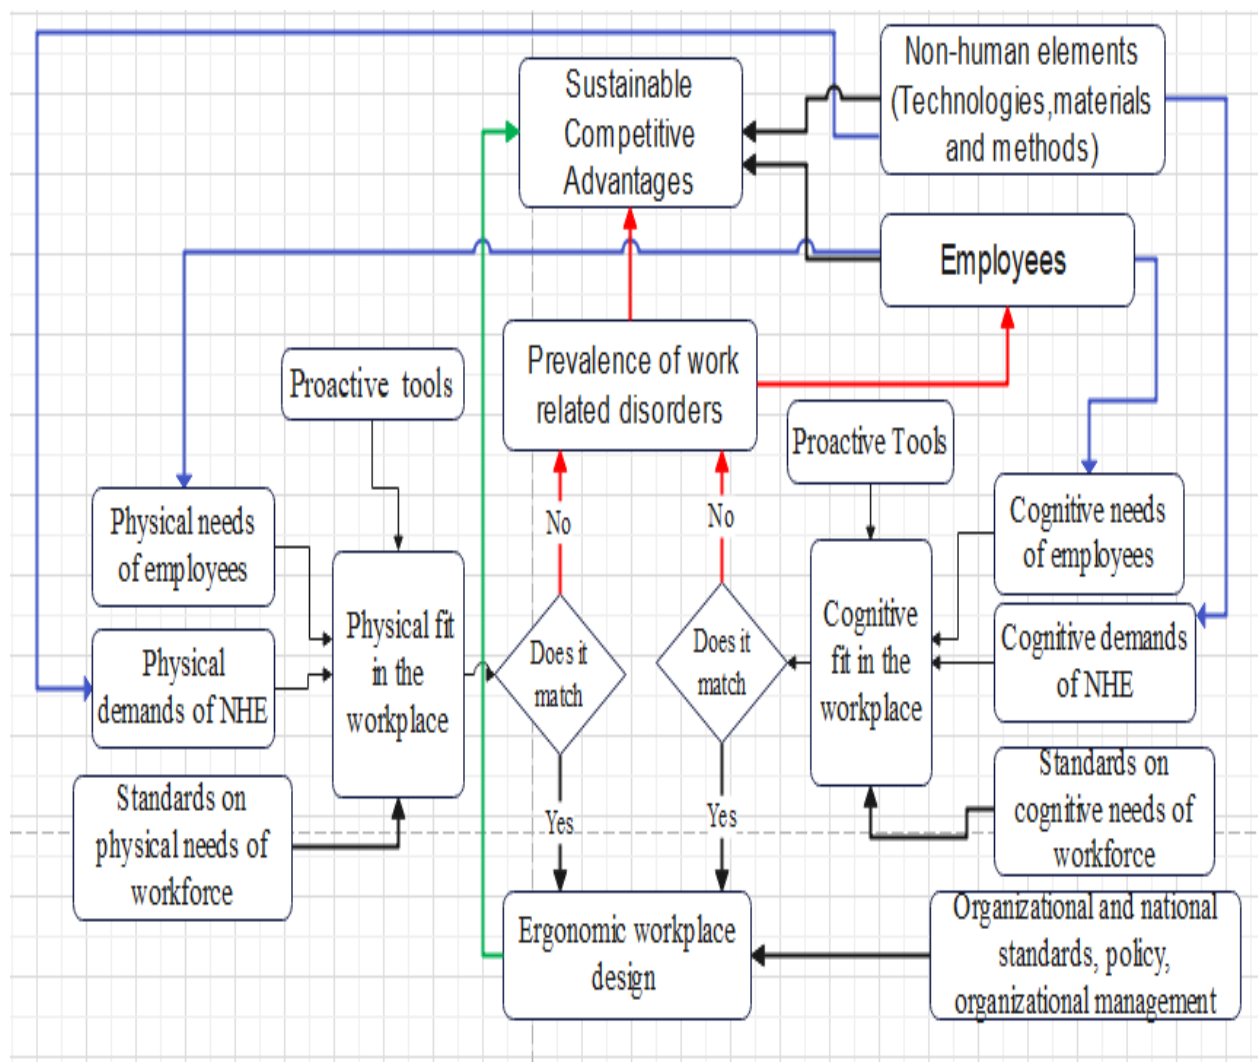 Sustainable
Competitive
Advantages
Non-human elements
(Technologies,materials
and methods)
Employees
Prevalence of work
related disorders
Proactive tools
Proactive Tools
Physical needs
of employees
Physical
demands of NHE
Standards on
physical needs of
workforce
Physical fit
in the
workplace
Does it
match
No
Yes
Does it
match
No
Yes
Cognitive
fit in the
workplace
Cognitive needs
of employees
Cognitive demands
of NHE
Standards on
cognitive needs of
workforce
Ergonomic workplace
design
Organizational and national
standards, policy,
organizational management